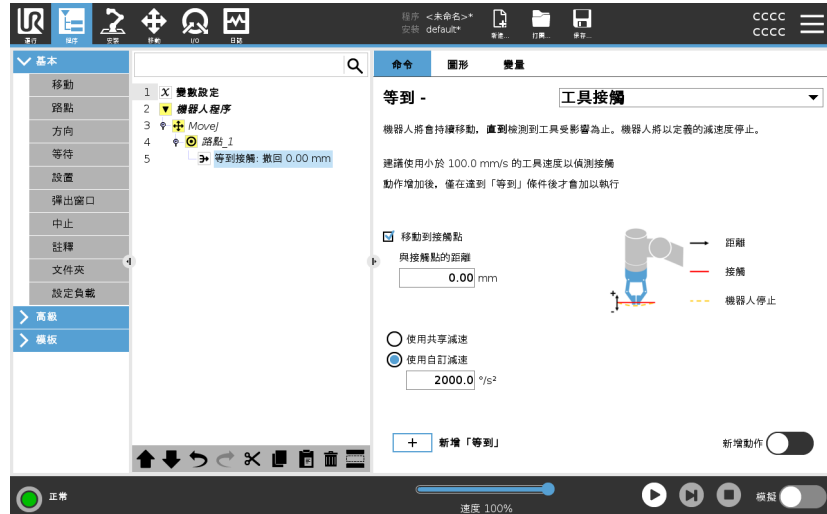 UR
運行
程序
安裝
移動
I/O
日誌
程序 <未命名>*
安裝 default*
新建...
打開...
保存...
CCCC
CCCC
基本
移動
路點
方向
等待
設置
彈出窗口
中止
註釋
文件夾
設定負載
高級
模板
1 X 變數設定
2 機器人程序
3 MoveJ
4 路點_1
5 等到接觸: 撤回 0.00 mm
命令 圖形 變量
等到 - 工具接觸
機器人將會持續移動，直到檢測到工具受影響為止。機器人將以定義的減速度停止。
建議使用小於 100.0 mm/s 的工具速度以偵測接觸
動作增加後，僅在達到「等到」條件後才會加以執行
移動到接觸點
與接觸點的距離
0.00 mm
距離
接觸
機器人停止
+
-
使用共享減速
使用自訂減速
2000.0 °/s²
+ 新增「等到」
新增動作
正常
速度 100%
模擬